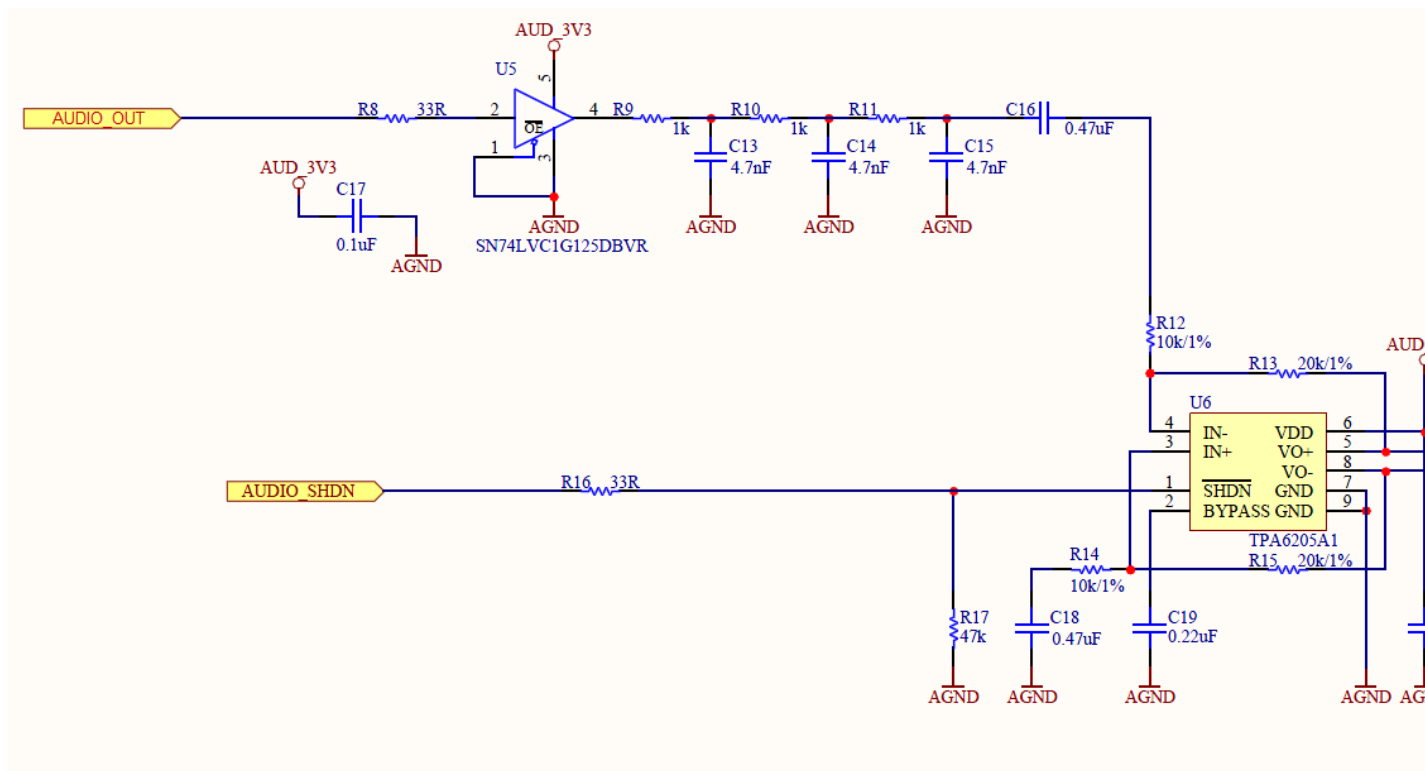 AUD_3V3
U5
5
AUDIO_OUT
R8 33R
2
OE
4
R9
1k
R10
1k
R11
1k
C16
0.47uF
1
3
C13
4.7nF
C14
4.7nF
C15
4.7nF
AUD_3V3
C17
0.1uF
AGND
AGND
AGND
AGND
AGND
SN74LVC1G125DBVR
R12
10k/1%
AUD
R13 20k/1%
U6
4 IN- VDD 6
3 IN+ VO+ 5
VO- 8
1 SHDN GND 7
2 BYPASS GND 9
TPA6205A1
AUDIO_SHDN
R16 33R
R14
10k/1%
R15 20k/1%
R17
47k
C18
0.47uF
C19
0.22uF
AGND
AGND
AGND
AGND
AG